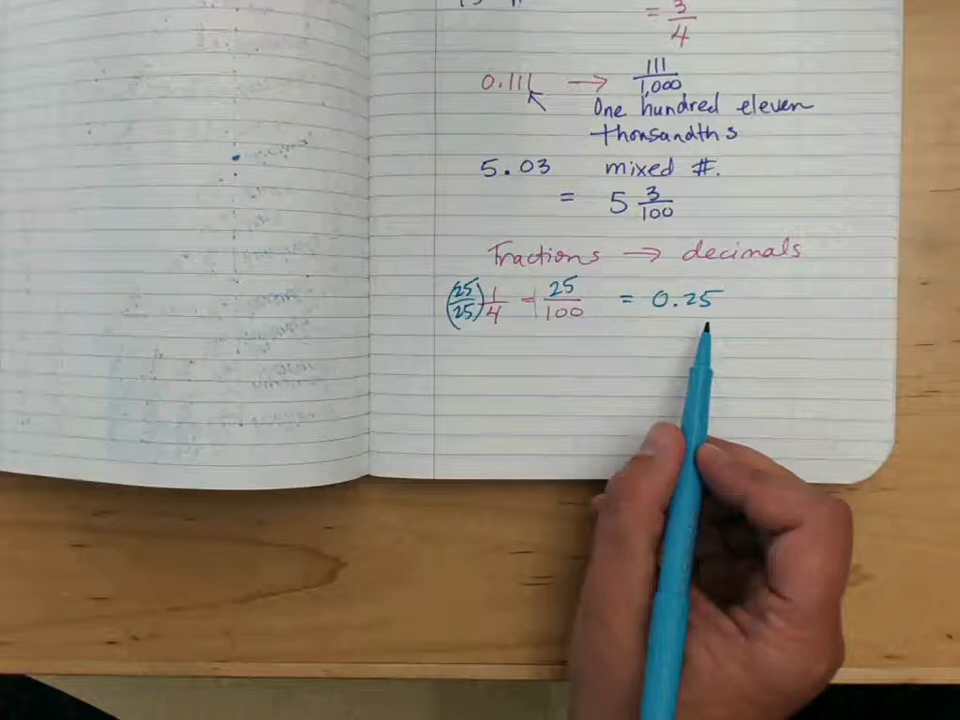 = 3/4
0.111 → 111/1,000
One hundred eleven
thousandths
5.03 mixed #.
= 5 3/100
Fractions → decimals
(25/25) 1/4 = 25/100 = 0.25